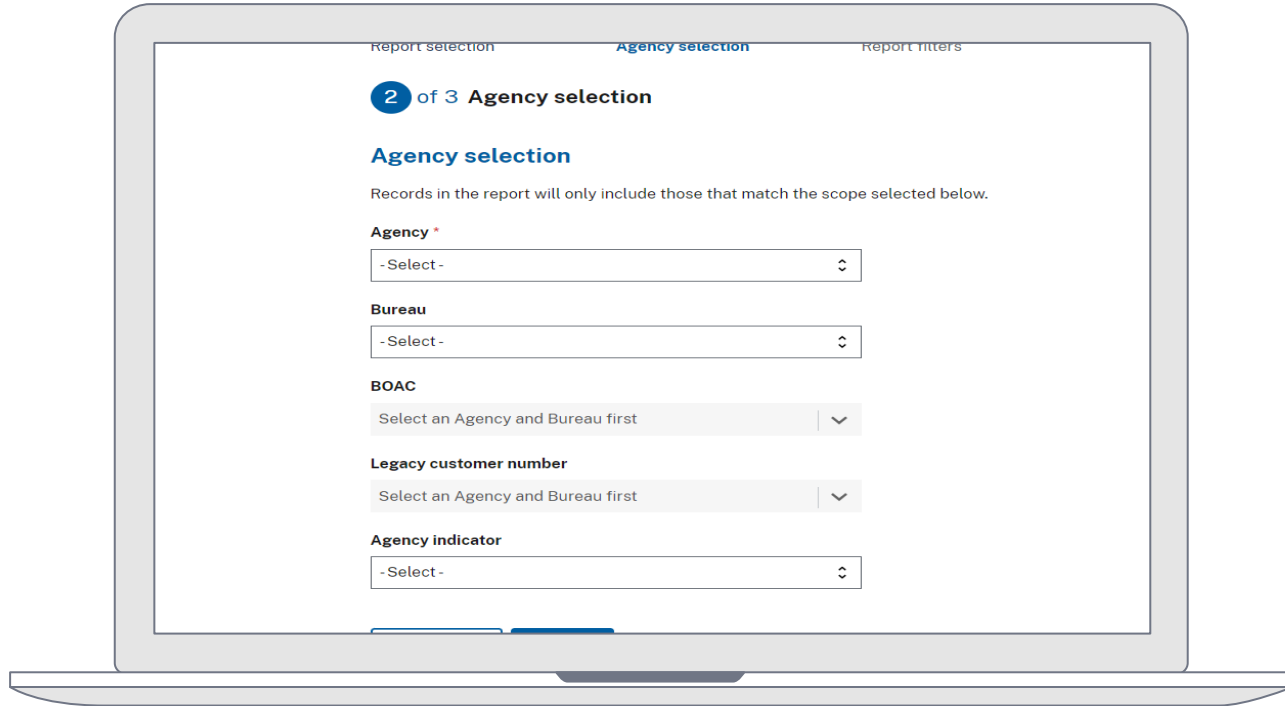 Report selection Agency selection Report filters
2 of 3 Agency selection
Agency selection
Records in the report will only include those that match the scope selected below.
Agency *
- Select -
Bureau
- Select -
BOAC
Select an Agency and Bureau first
Legacy customer number
Select an Agency and Bureau first
Agency indicator
- Select -